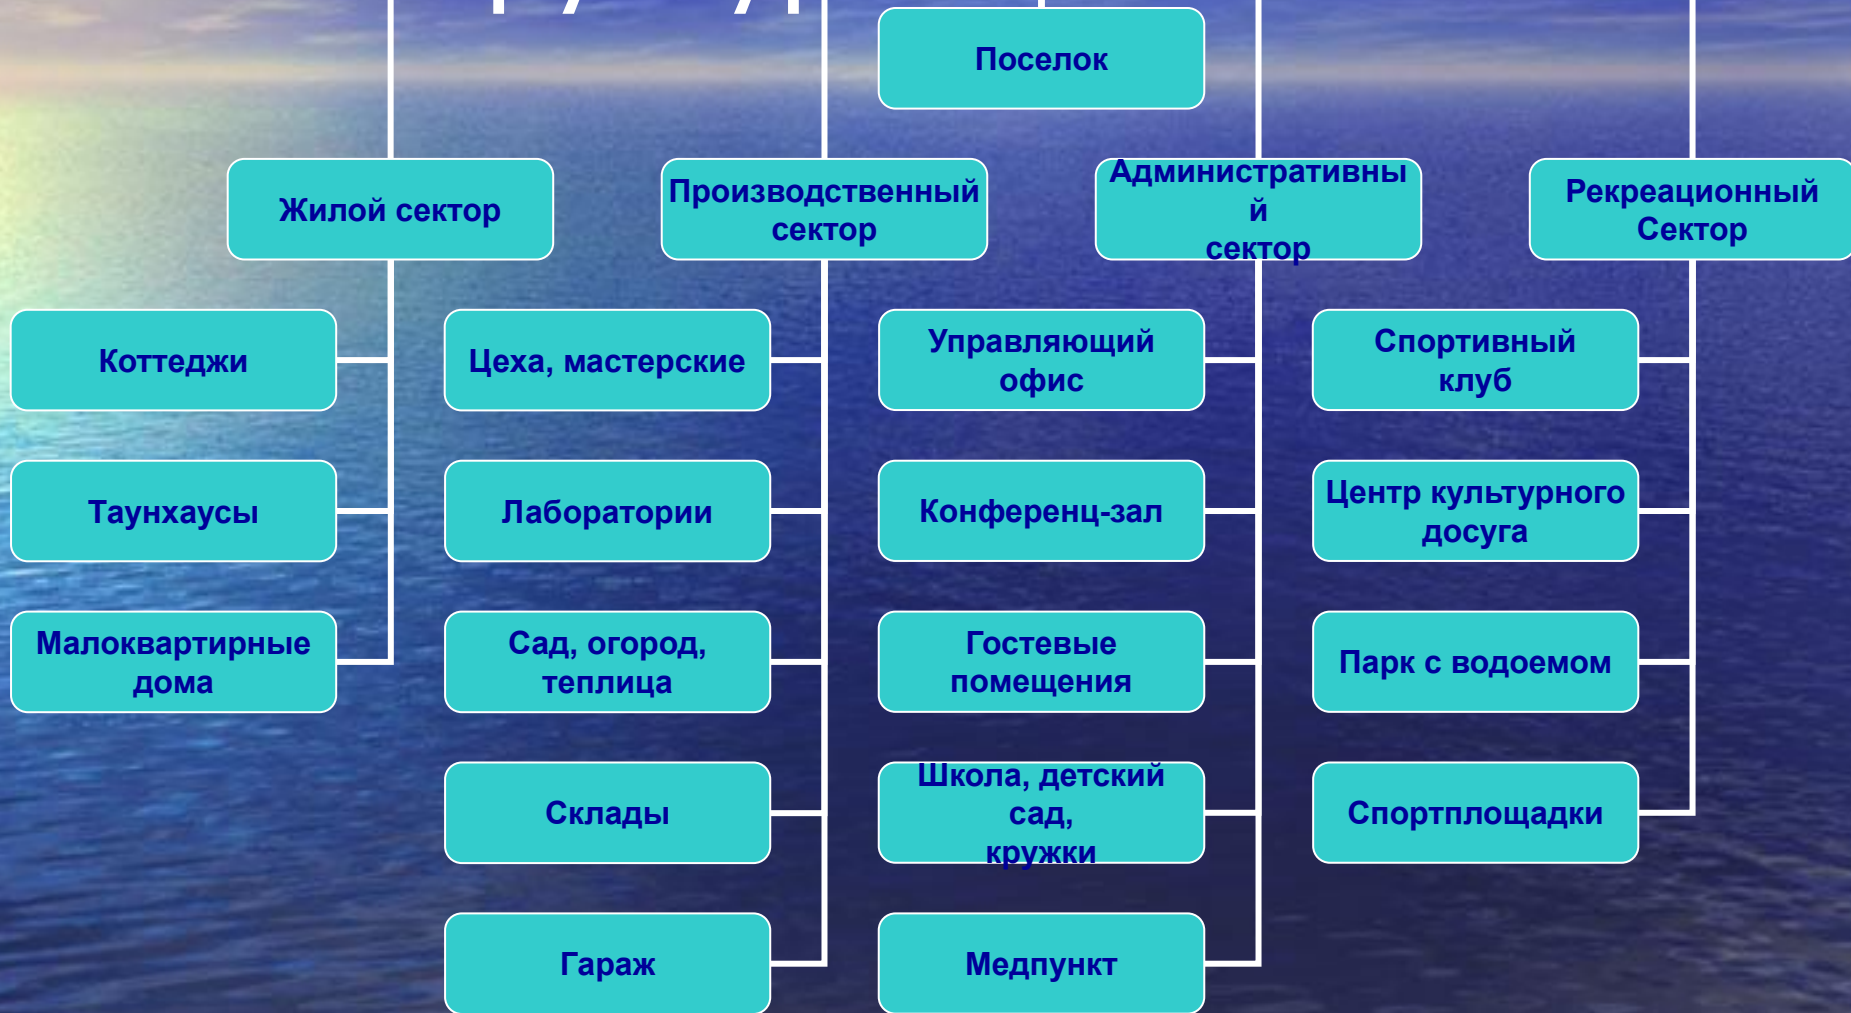 Поселок
Жилой сектор
Производственный
сектор
Административны
й
сектор
Рекреационный
Сектор
Коттеджи
Цеха, мастерские
Управляющий
офис
Спортивный
клуб
Таунхаусы
Лаборатории
Конференц-зал
Центр культурного
досуга
Малоквартирные
дома
Сад, огород,
теплица
Гостевые
помещения
Парк с водоемом
Склады
Школа, детский
сад,
кружки
Спортплощадки
Гараж
Медпункт